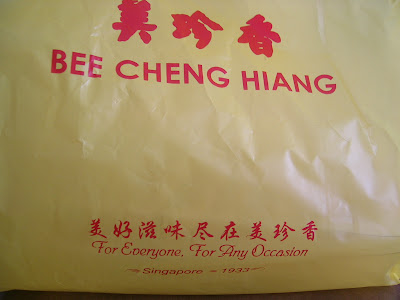 美珍香
BEE CHENG HIANG
美好滋味尽在美珍香
For Everyone, For Any Occasion
Singapore ~ 1933